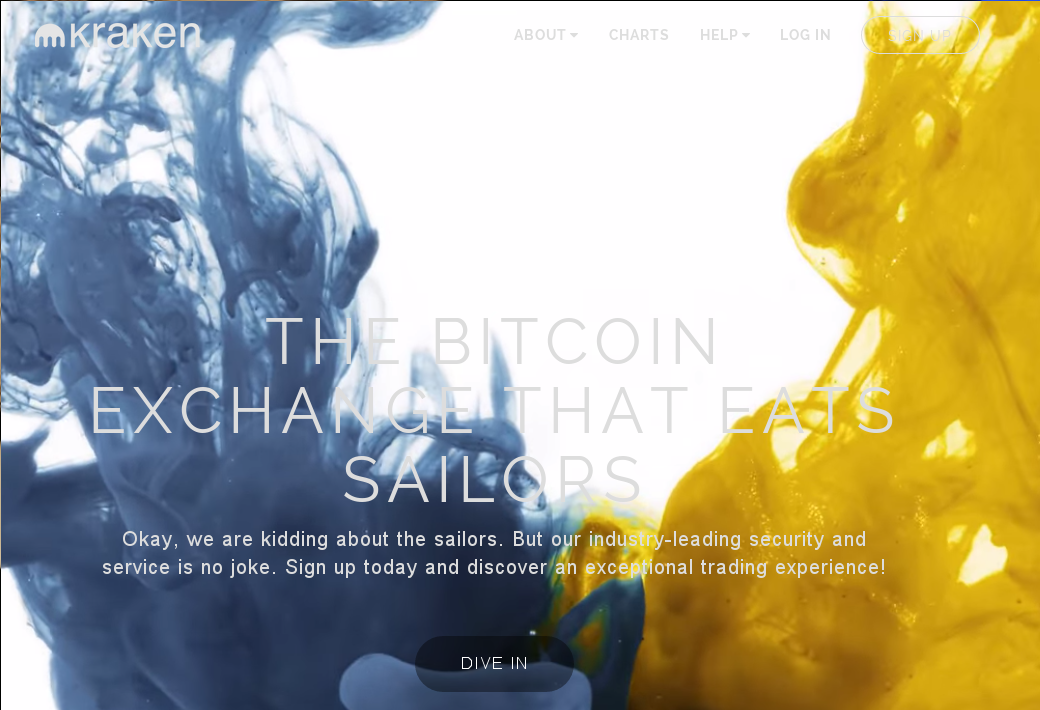 kraken
ABOUT
CHARTS
HELP
LOG IN
SIGN UP
THE BITCOIN
EXCHANGE THAT EATS
SAILORS
Okay, we are kidding about the sailors. But our industry-leading security and
service is no joke. Sign up today and discover an exceptional trading experience!
DIVE IN